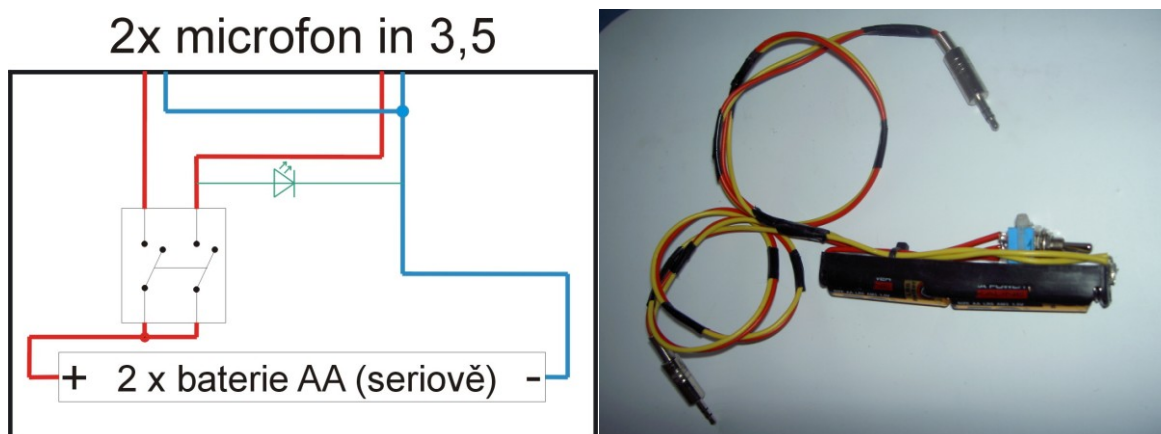 2x microfon in 3,5
+ 2 x baterie AA (seriově) -